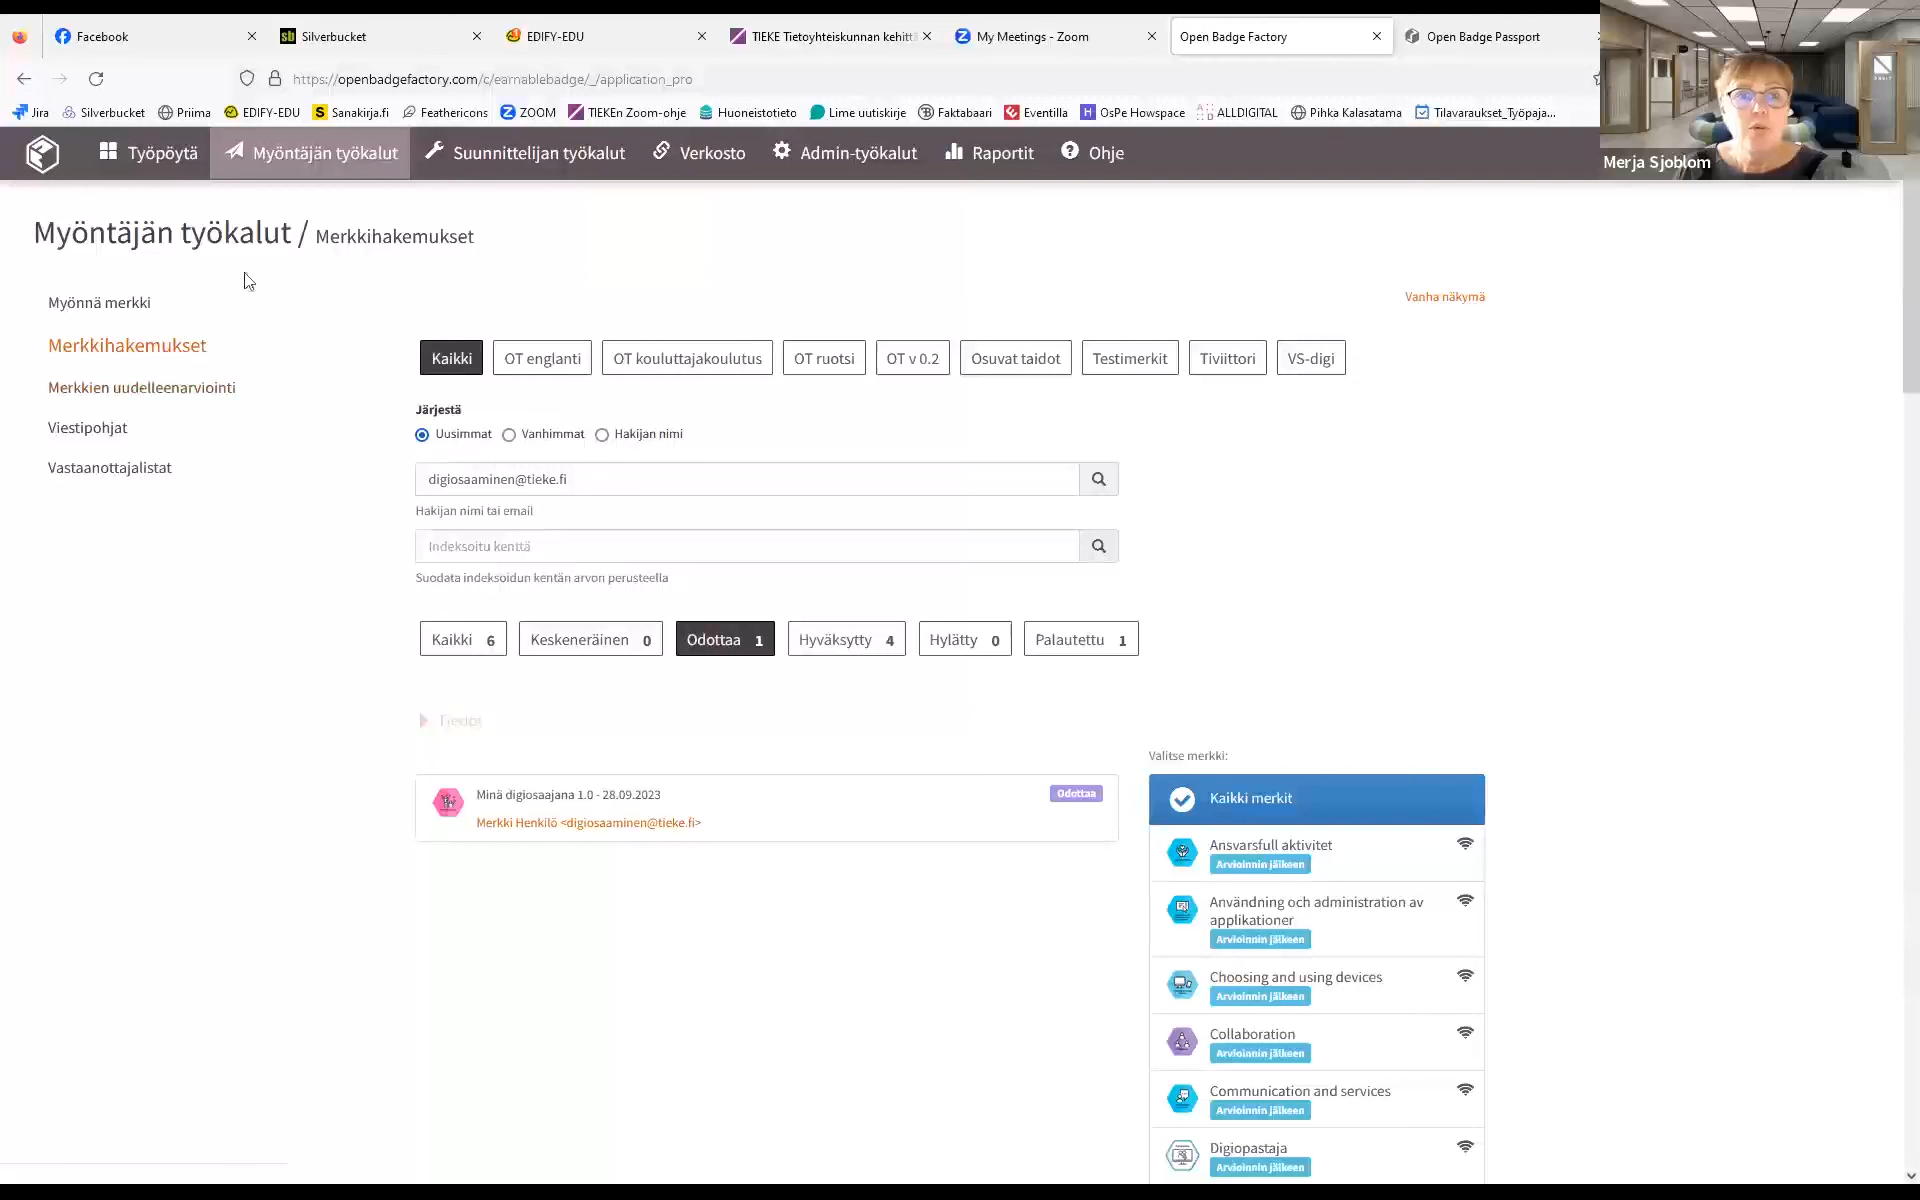 Facebook
Silverbucket
EDIFY-EDU
TIEKE Tietoyhteiskunnan kehitt
My Meetings - Zoom
Open Badge Factory
Open Badge Passport
https://openbadgefactory.com/c/earnablebadge/_/application_pro
Jira
Silverbucket
Priima
EDIFY-EDU
Sanakirja.fi
Feathericons
ZOOM
TIEKEn Zoom-ohje
Huoneistotieto
Lime uutiskirje
Faktabaari
Eventilla
OsPe Howspace
ALLDIGITAL
Pihka Kalasatama
Tilavaraukset_Työpaja...
Merja Sjoblom
Työpöytä
Myöntäjän työkalut
Suunnittelijan työkalut
Verkosto
Admin-työkalut
Raportit
Ohje
Myöntäjän työkalut / Merkkihakemukset
Myönnä merkki
Merkkihakemukset
Merkkien uudelleenarviointi
Viestipohjat
Vastaanottajalistat
Vanha näkymä
Kaikki
OT englanti
OT kouluttajakoulutus
OT ruotsi
OT v 0.2
Osuvat taidot
Testimerkit
Tiviittori
VS-digi
Järjestä
Uusimmat
Vanhimmat
Hakijan nimi
digiosaaminen@tieke.fi
Hakijan nimi tai email
Indeksoitu kenttä
Suodata indeksoidun kentän arvon perusteella
Kaikki 6
Keskeneräinen 0
Odottaa 1
Hyväksytty 4
Hylätty 0
Palautettu 1
Tiedot
Minä digiosaajana 1.0 - 28.09.2023
Odottaa
Merkki Henkilö <digiosaaminen@tieke.fi>
Valitse merkki:
Kaikki merkit
Ansvarsfull aktivitet
Arvioinnin jälkeen
Användning och administration av
applikationer
Arvioinnin jälkeen
Choosing and using devices
Arvioinnin jälkeen
Collaboration
Arvioinnin jälkeen
Communication and services
Arvioinnin jälkeen
Digiopastaja
Arvioinnin jälkeen